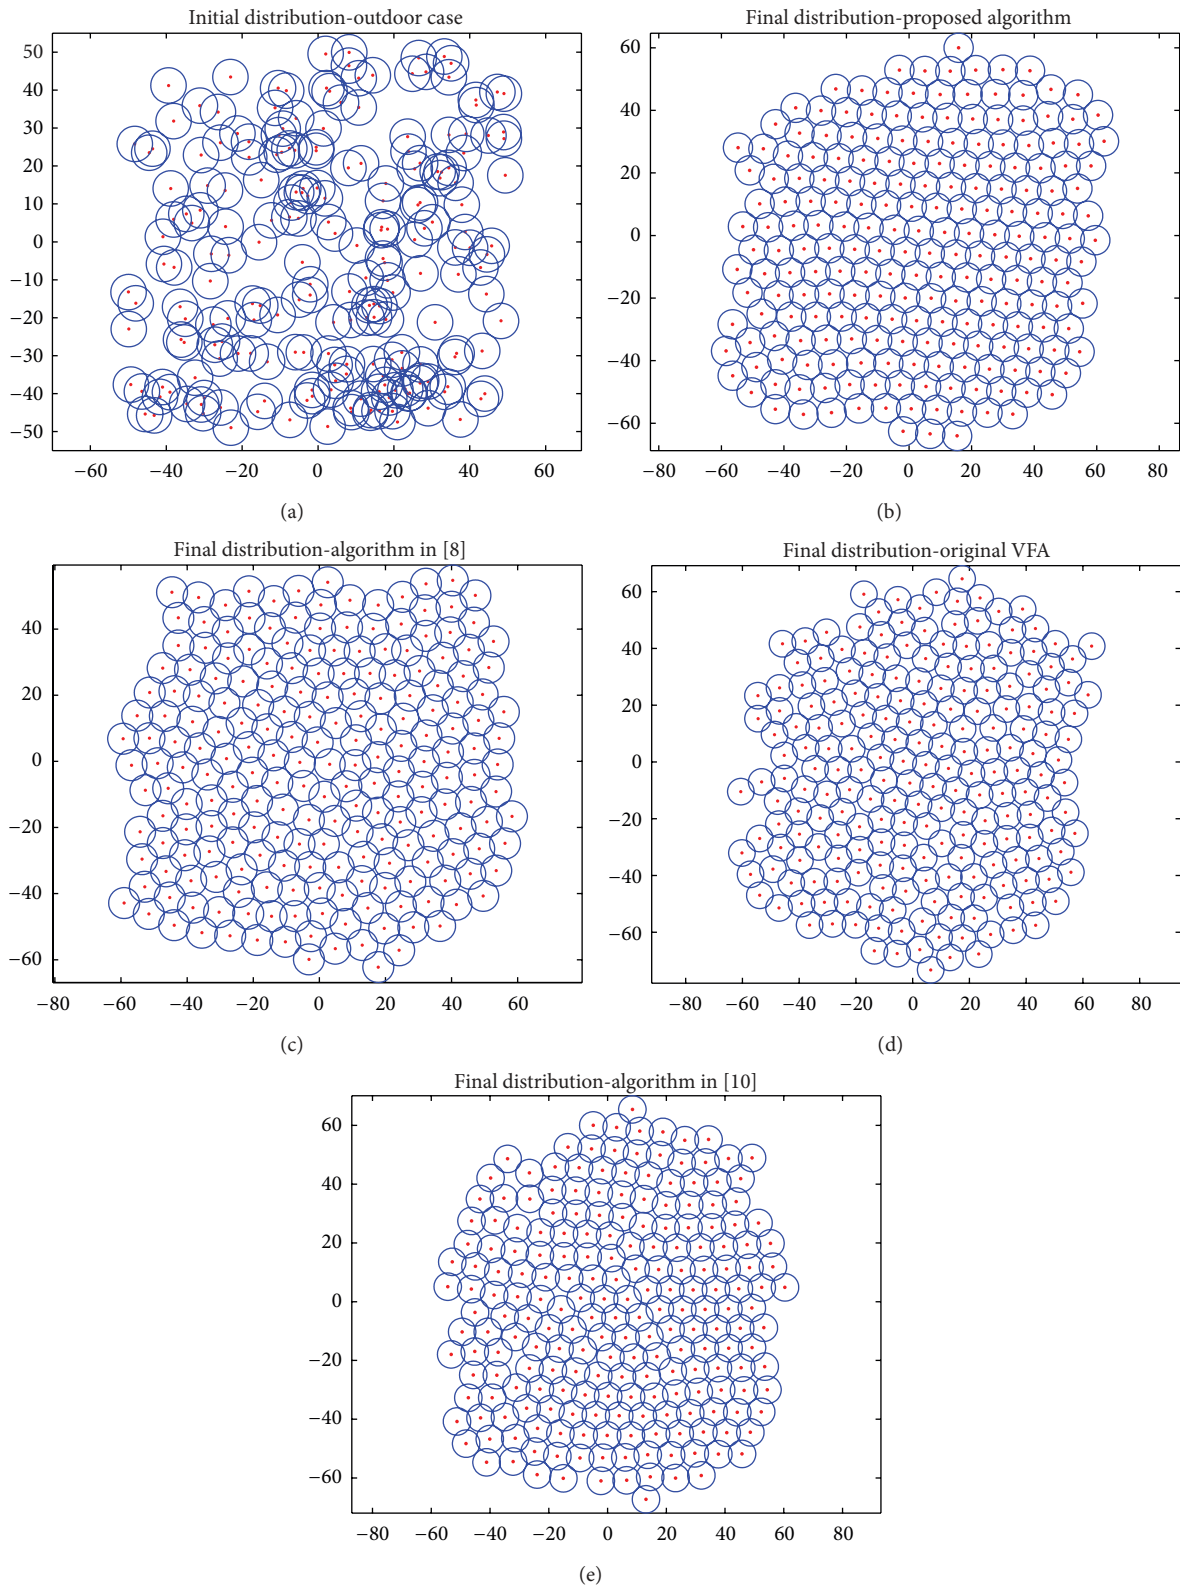 Initial distribution-outdoor case
50
40
30
20
10
0
−10
−20
−30
−40
−50
−60 −40 −20 0 20 40 60
(a)
Final distribution-proposed algorithm
60
40
20
0
−20
−40
−60
−80 −60 −40 −20 0 20 40 60 80
(b)
Final distribution-algorithm in [8]
40
20
0
−20
−40
−60
−80 −60 −40 −20 0 20 40 60
(c)
Final distribution-original VFA
60
40
20
0
−20
−40
−60
−80 −60 −40 −20 0 20 40 60 80
(d)
Final distribution-algorithm in [10]
60
40
20
0
−20
−40
−60
−80 −60 −40 −20 0 20 40 60 80
(e)